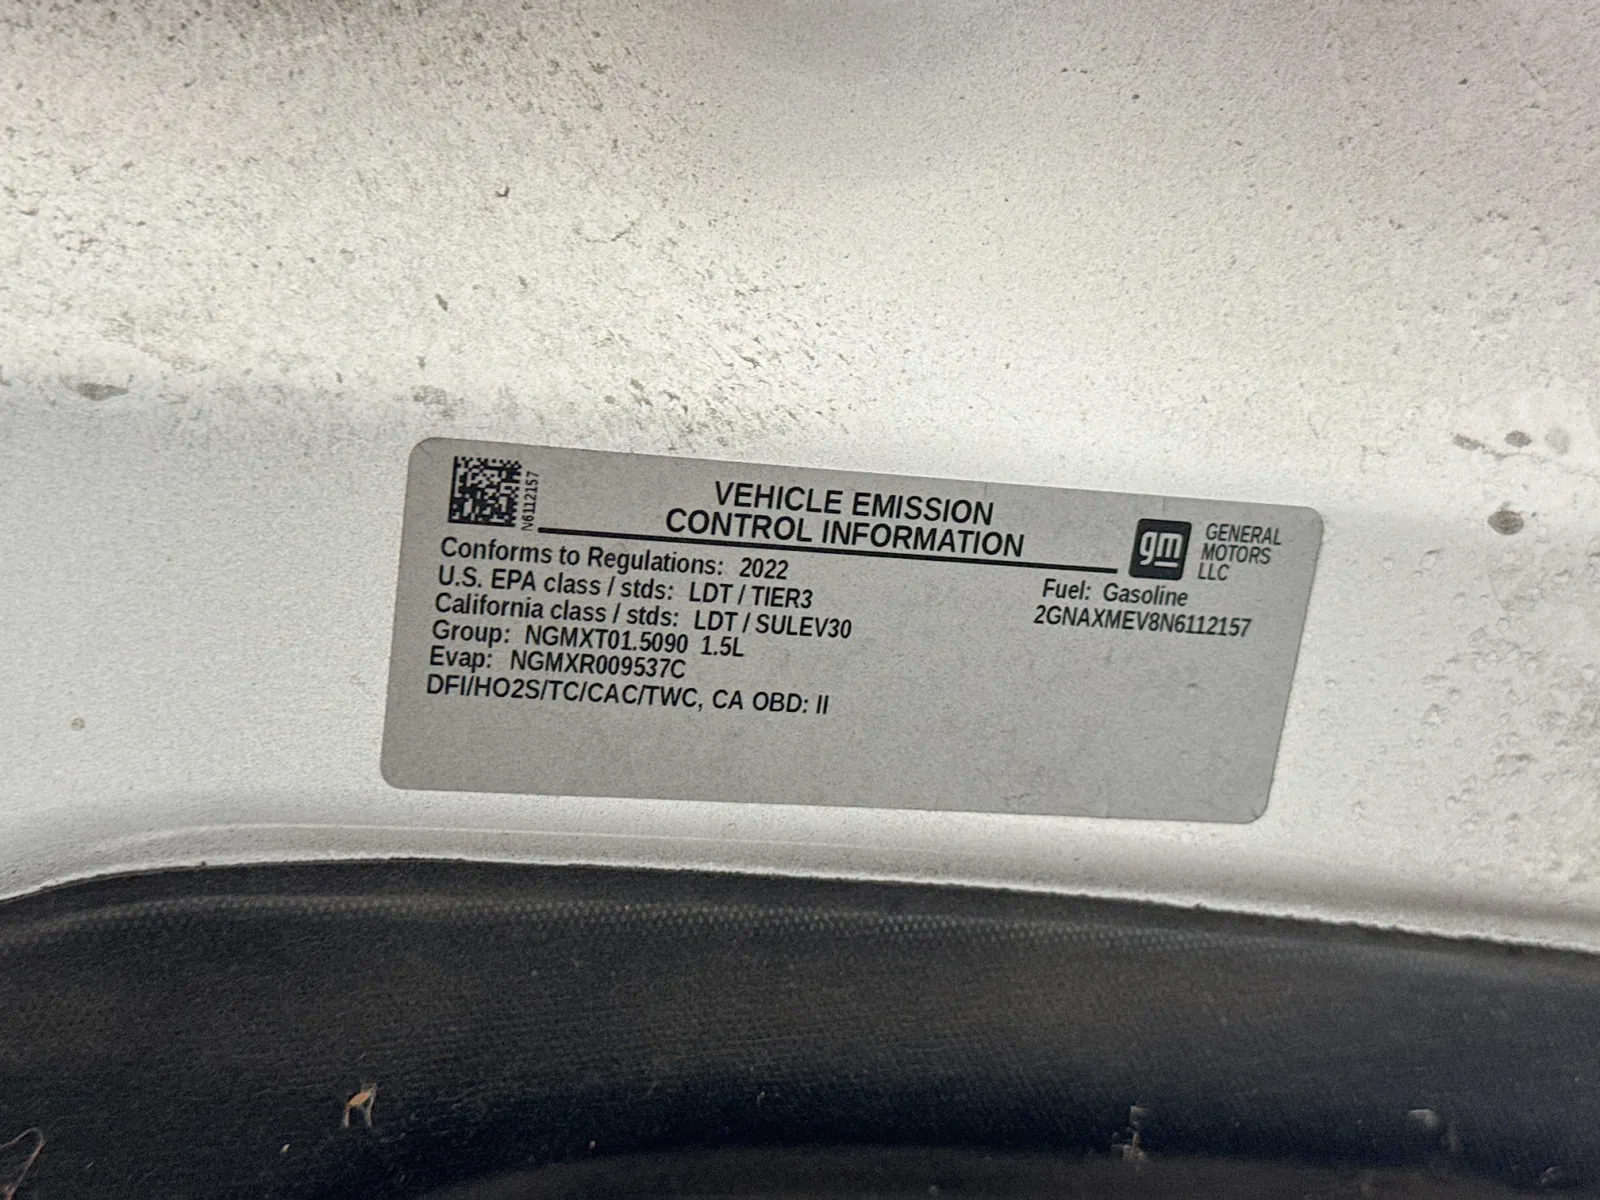 N6112157
VEHICLE EMISSION
CONTROL INFORMATION
gm
GENERAL
MOTORS
LLC
Conforms to Regulations: 2022
U.S. EPA class / stds: LDT / TIER3
California class / stds: LDT / SULEV30
Group: NGMXT01.5090 1.5L
Evap: NGMXR009537C
DFI/HO2S/TC/CAC/TWC, CA OBD: II
Fuel: Gasoline
2GNAXMEV8N6112157